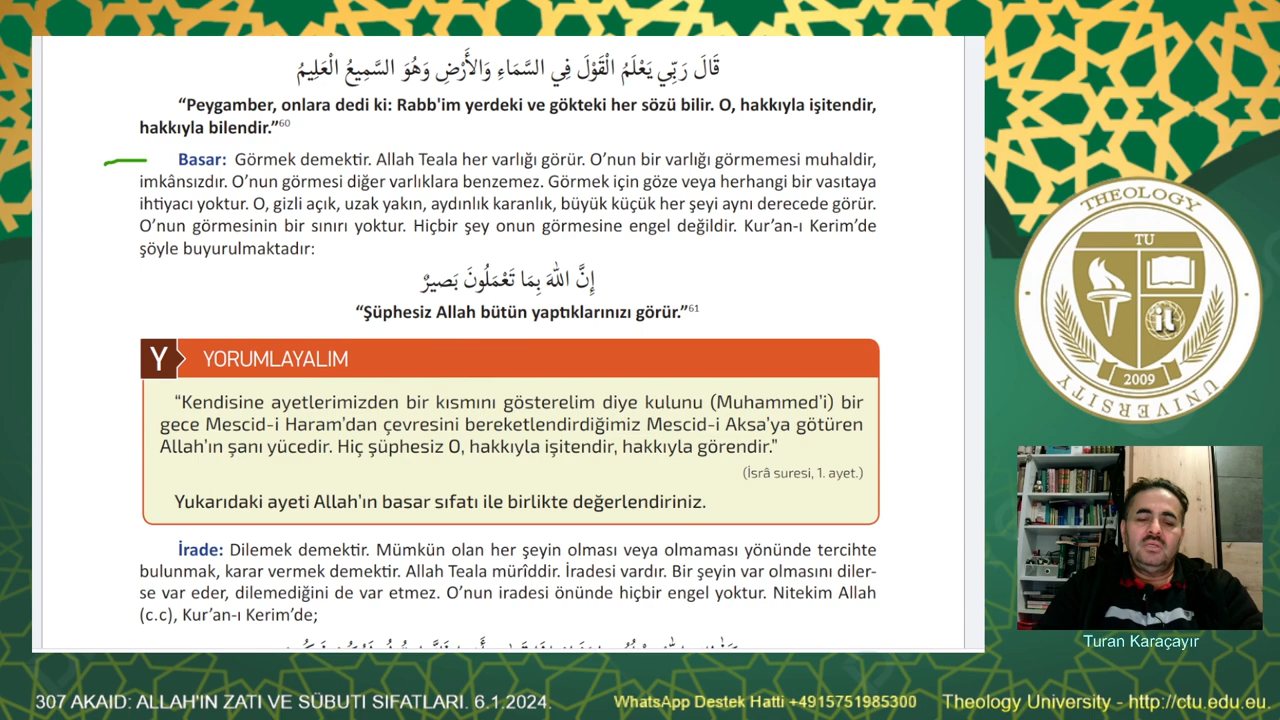 قَالَ رَبِّي يَعْلَمُ الْقَوْلَ فِي السَّمَاءِ وَالأَرْضِ وَهُوَ السَّمِيعُ الْعَلِيمُ
“Peygamber, onlara dedi ki: Rabb'im yerdeki ve gökteki her sözü bilir. O, hakkıyla işitendir,
hakkıyla bilendir.”60
Basar: Görmek demektir. Allah Teala her varlığı görür. O’nun bir varlığı görmemesi muhaldir,
imkânsızdır. O’nun görmesi diğer varlıklara benzemez. Görmek için göze veya herhangi bir vasıtaya
ihtiyacı yoktur. O, gizli açık, uzak yakın, aydınlık karanlık, büyük küçük her şeyi aynı derecede görür.
O’nun görmesinin bir sınırı yoktur. Hiçbir şey onun görmesine engel değildir. Kur’an-ı Kerim’de
şöyle buyurulmaktadır:
إِنَّ اللهَ بِمَا تَعْمَلُونَ بَصيرٌ
“Şüphesiz Allah bütün yaptıklarınızı görür.”61
Y YORUMLAYALIM
“Kendisine ayetlerimizden bir kısmını gösterelim diye kulunu (Muhammed’i) bir
gece Mescid-i Haram’dan çevresini bereketlendirdiğimiz Mescid-i Aksa’ya götüren
Allah’ın şanı yücedir. Hiç şüphesiz O, hakkıyla işitendir, hakkıyla görendir.”
(İsrâ suresi, 1. ayet.)
Yukarıdaki ayeti Allah’ın basar sıfatı ile birlikte değerlendiriniz.
İrade: Dilemek demektir. Mümkün olan her şeyin olması veya olmaması yönünde tercihte
bulunmak, karar vermek demektir. Allah Teala mürîddir. İradesi vardır. Bir şeyin var olmasını diler-
se var eder, dilemediğini de var etmez. O’nun iradesi önünde hiçbir engel yoktur. Nitekim Allah
(c.c), Kur’an-ı Kerim’de;
THEOLOGY
TU
2009
UNIVERSITY
Turan Karaçayır
307 AKAID: ALLAH'IN ZATI VE SÜBUTI SIFATLARI. 6.1.2024.
WhatsApp Destek Hatti +4915751985300
Theology University - http://ctu.edu.eu.